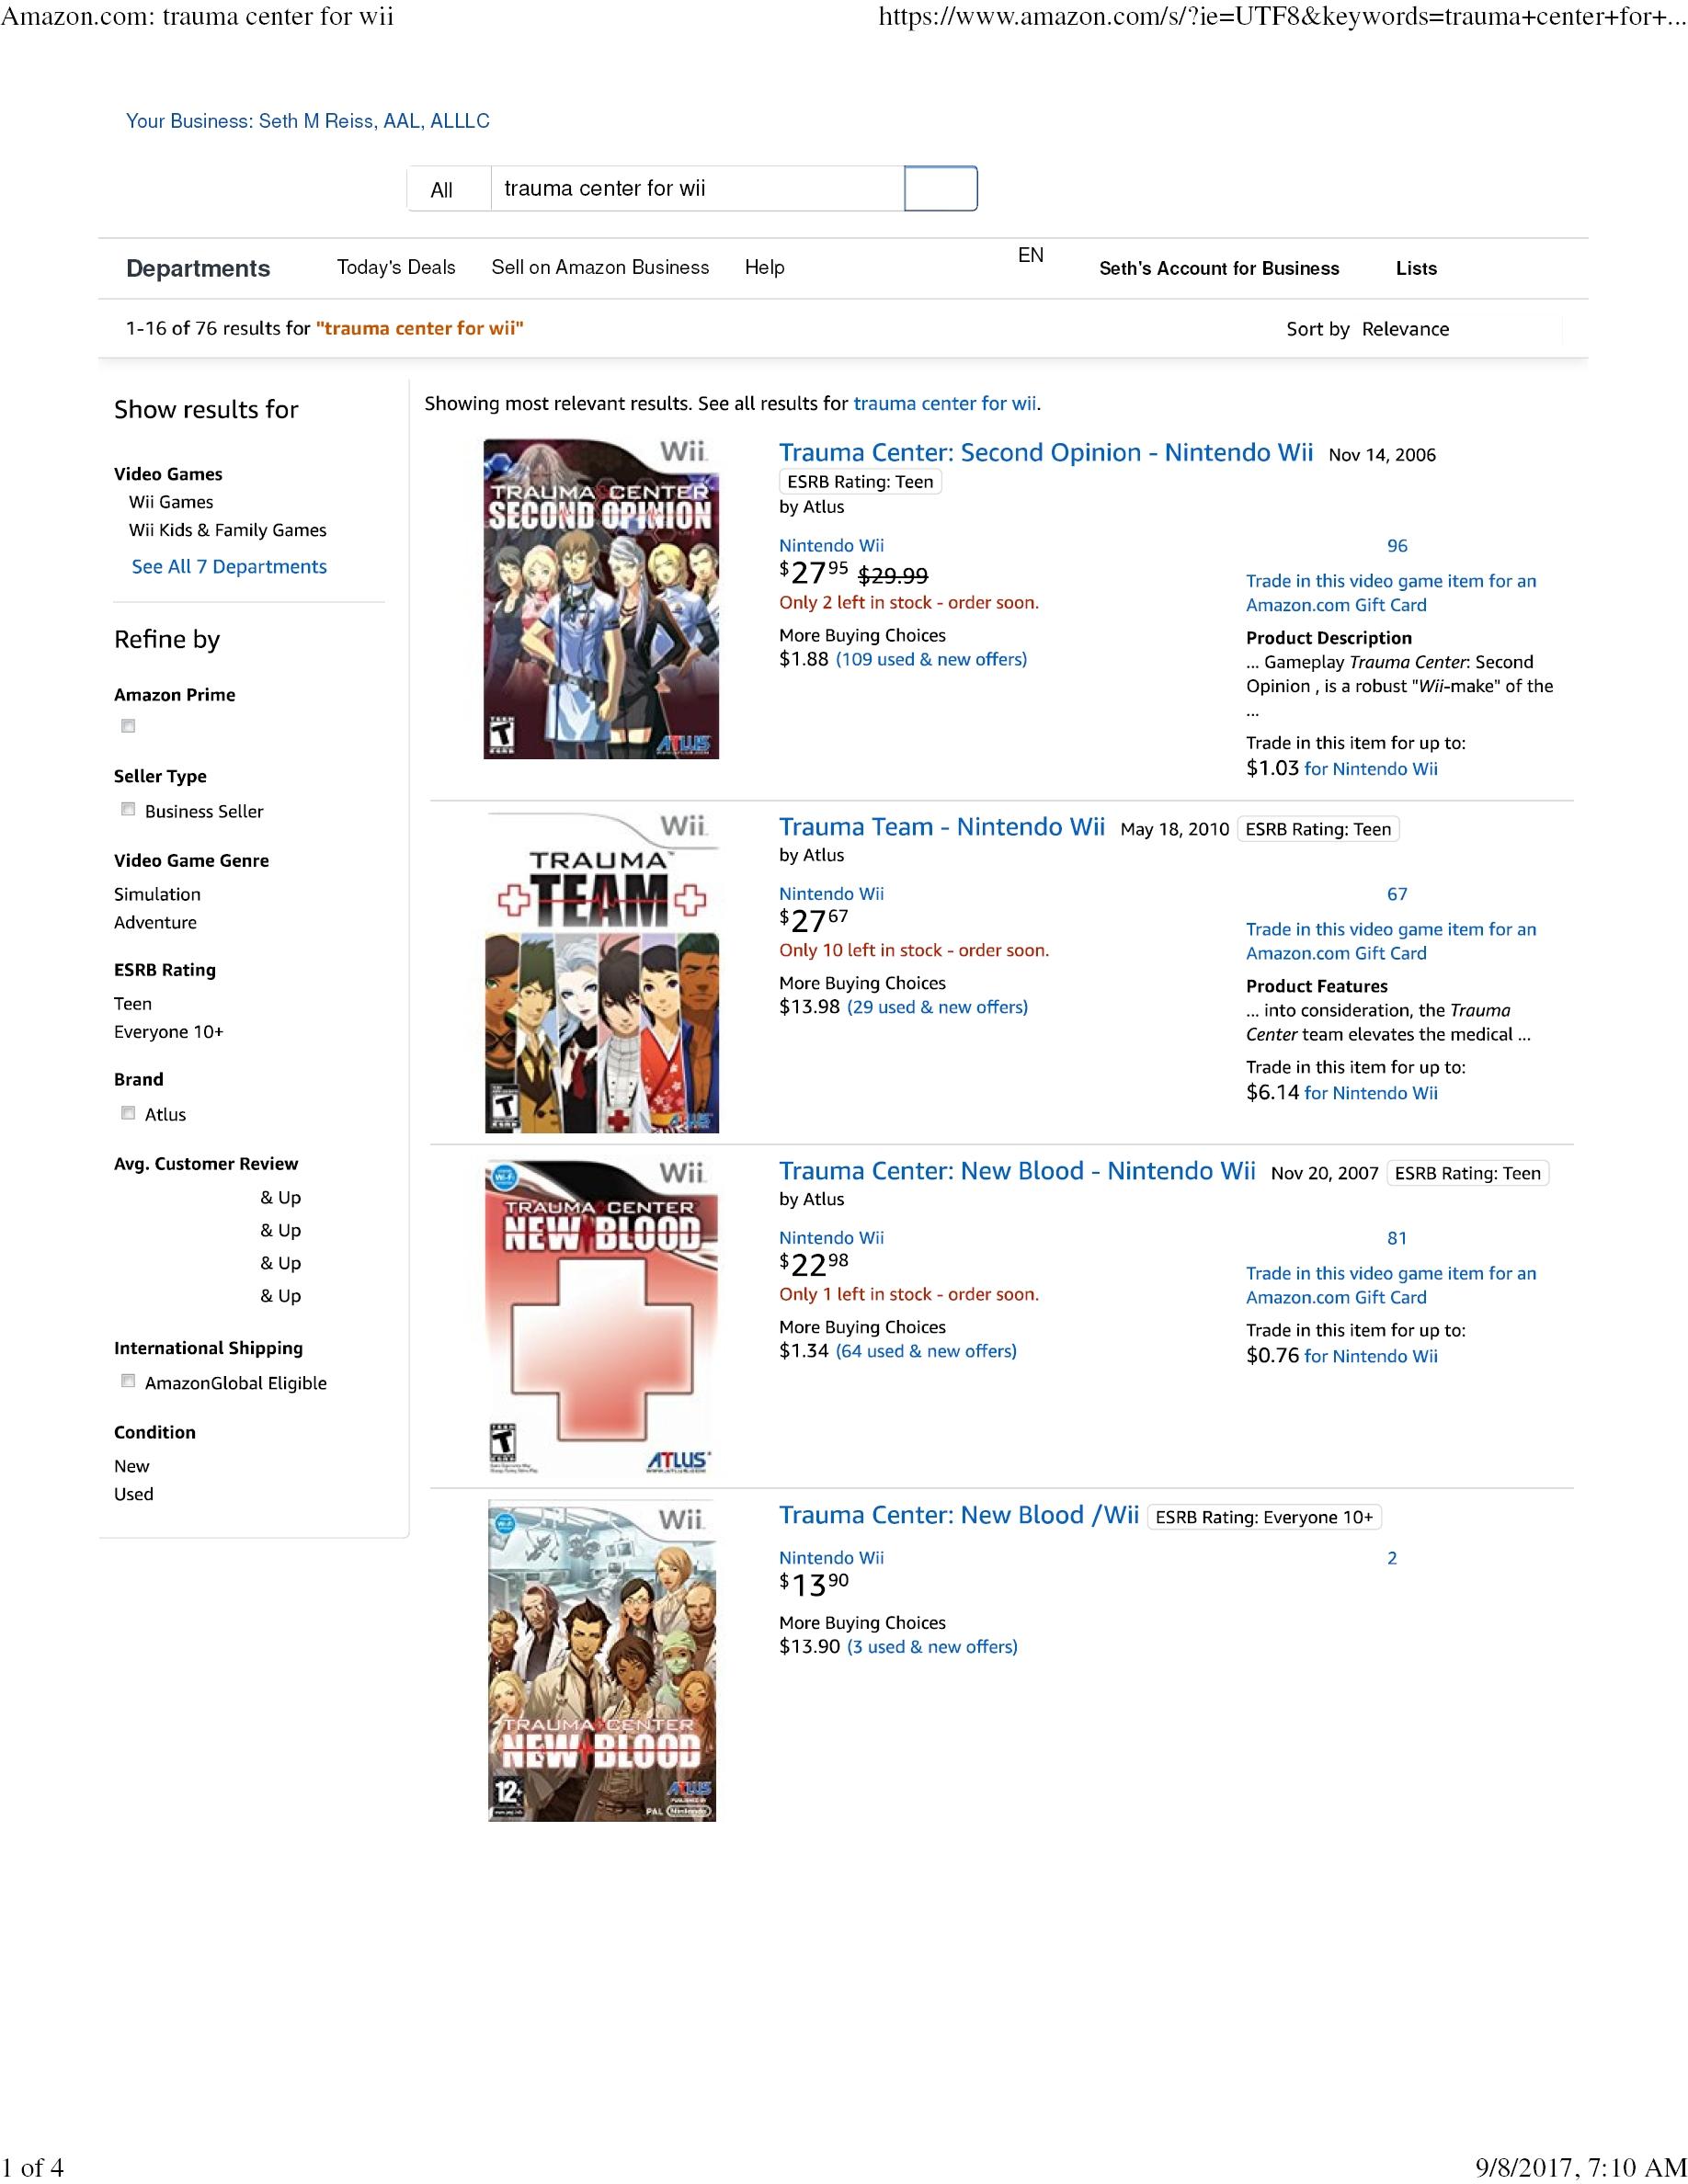 Amazon.com: trauma center for wii
https://www.amazon.com/s/?ie=UTF8&keywords=trauma+center+for+...
Your Business: Seth M Reiss, AAL, ALLLC
All trauma center for wii
Departments Today's Deals Sell on Amazon Business Help EN Seth's Account for Business Lists
1-16 of 76 results for "trauma center for wii" Sort by Relevance
Show results for
Video Games
Wii Games
Wii Kids & Family Games
See All 7 Departments
Refine by
Amazon Prime
Seller Type
Business Seller
Video Game Genre
Simulation
Adventure
ESRB Rating
Teen
Everyone 10+
Brand
Atlus
Avg. Customer Review
& Up
& Up
& Up
& Up
International Shipping
AmazonGlobal Eligible
Condition
New
Used
Showing most relevant results. See all results for trauma center for wii.
Wii
TRAUMA CENTER
SECOND OPINION
TEEN
T
ESRB
ATLUS
Trauma Center: Second Opinion - Nintendo Wii Nov 14, 2006
ESRB Rating: Teen
by Atlus
Nintendo Wii
$2795 $29.99
Only 2 left in stock - order soon.
More Buying Choices
$1.88 (109 used & new offers)
96
Trade in this video game item for an
Amazon.com Gift Card
Product Description
... Gameplay Trauma Center: Second
Opinion , is a robust "Wii-make" of the
...
Trade in this item for up to:
$1.03 for Nintendo Wii
Wii
TRAUMA
TEAM
T
ESRB
ATLUS
Trauma Team - Nintendo Wii May 18, 2010 ESRB Rating: Teen
by Atlus
Nintendo Wii
$2767
Only 10 left in stock - order soon.
More Buying Choices
$13.98 (29 used & new offers)
67
Trade in this video game item for an
Amazon.com Gift Card
Product Features
... into consideration, the Trauma
Center team elevates the medical ...
Trade in this item for up to:
$6.14 for Nintendo Wii
Wi-Fi
Wii
TRAUMA CENTER
NEW BLOOD
TEEN
T
ESRB
ATLUS
Trauma Center: New Blood - Nintendo Wii Nov 20, 2007 ESRB Rating: Teen
by Atlus
Nintendo Wii
$2298
Only 1 left in stock - order soon.
More Buying Choices
$1.34 (64 used & new offers)
81
Trade in this video game item for an
Amazon.com Gift Card
Trade in this item for up to:
$0.76 for Nintendo Wii
Wi-Fi
Wii
TRAUMA CENTER
NEW BLOOD
12+
ATLUS
PUBLISHED BY
PAL Nintendo
Trauma Center: New Blood /Wii ESRB Rating: Everyone 10+
Nintendo Wii
$1390
More Buying Choices
$13.90 (3 used & new offers)
2
1 of 4
9/8/2017, 7:10 AM